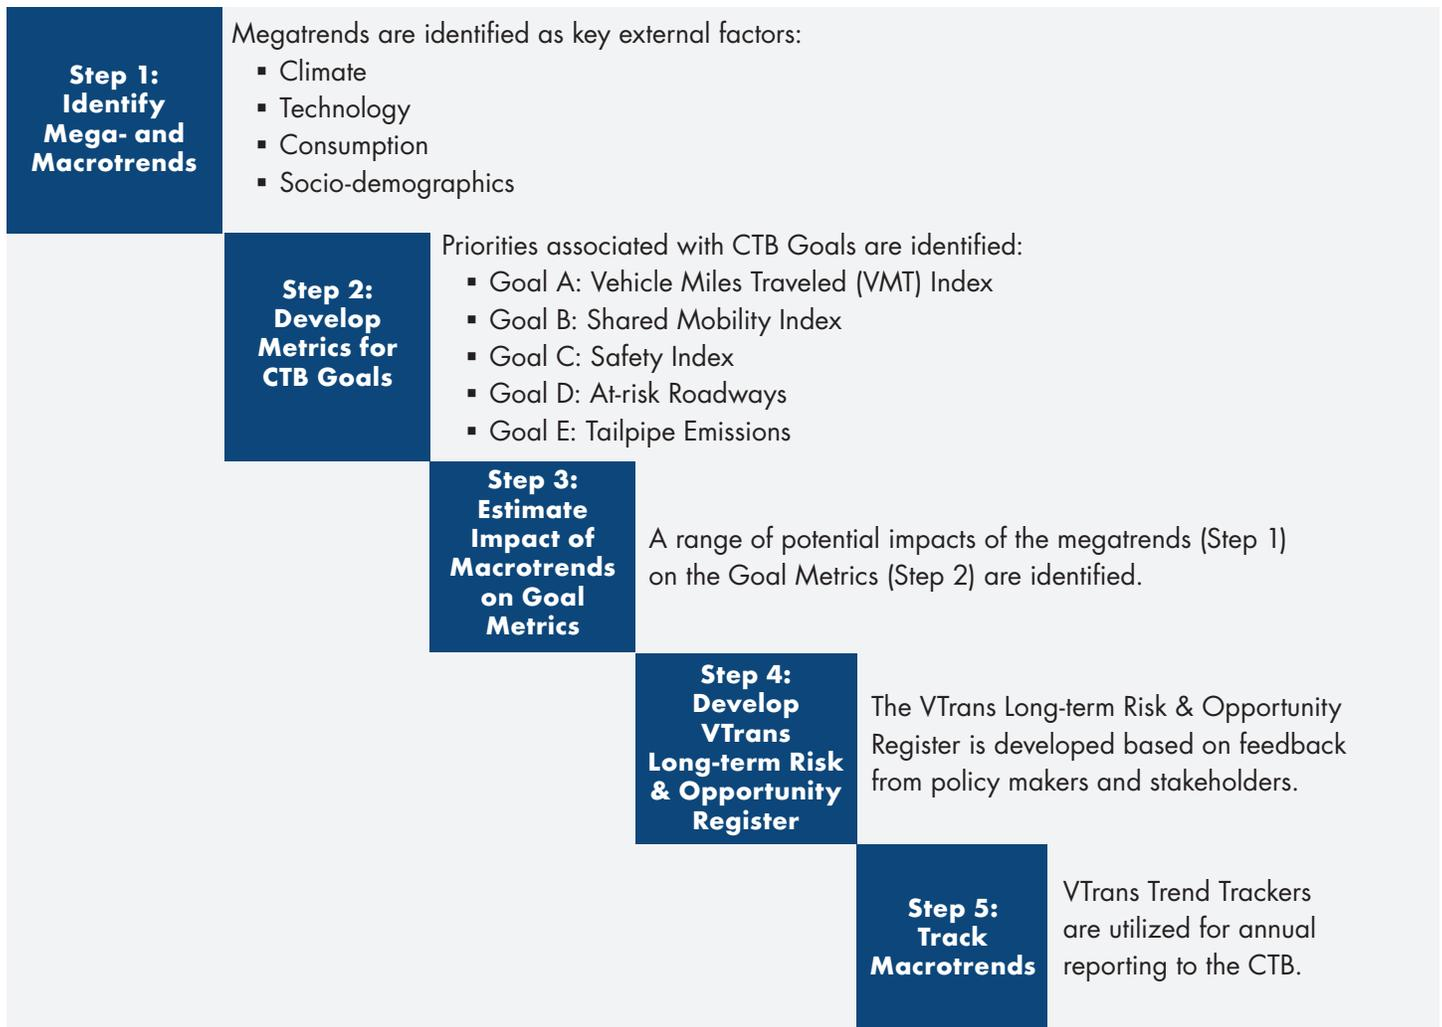 Step 1:
Identify
Mega- and
Macrotrends
Megatrends are identified as key external factors:
▪ Climate
▪ Technology
▪ Consumption
▪ Socio-demographics
Step 2:
Develop
Metrics for
CTB Goals
Priorities associated with CTB Goals are identified:
▪ Goal A: Vehicle Miles Traveled (VMT) Index
▪ Goal B: Shared Mobility Index
▪ Goal C: Safety Index
▪ Goal D: At-risk Roadways
▪ Goal E: Tailpipe Emissions
Step 3:
Estimate
Impact of
Macrotrends
on Goal
Metrics
A range of potential impacts of the megatrends (Step 1)
on the Goal Metrics (Step 2) are identified.
Step 4:
Develop
VTrans
Long-term Risk
& Opportunity
Register
The VTrans Long-term Risk & Opportunity
Register is developed based on feedback
from policy makers and stakeholders.
Step 5:
Track
Macrotrends
VTrans Trend Trackers
are utilized for annual
reporting to the CTB.